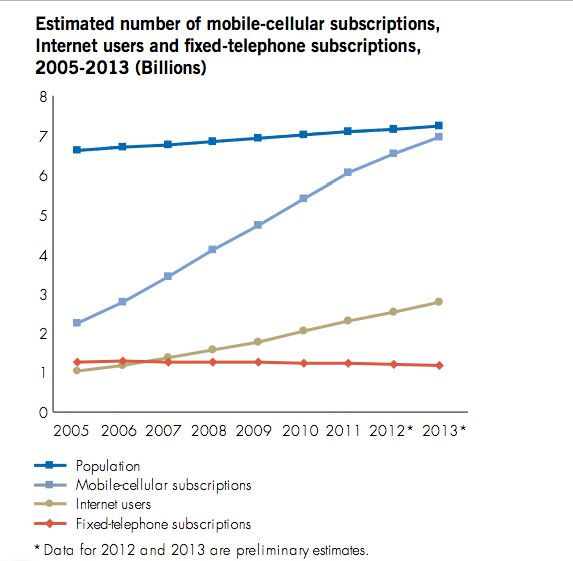 Estimated number of mobile-cellular subscriptions,
Internet users and fixed-telephone subscriptions,
2005-2013 (Billions)
8
7
6
5
4
3
2
1
0
2005 2006 2007 2008 2009 2010 2011 2012* 2013*
Population
Mobile-cellular subscriptions
Internet users
Fixed-telephone subscriptions
* Data for 2012 and 2013 are preliminary estimates.